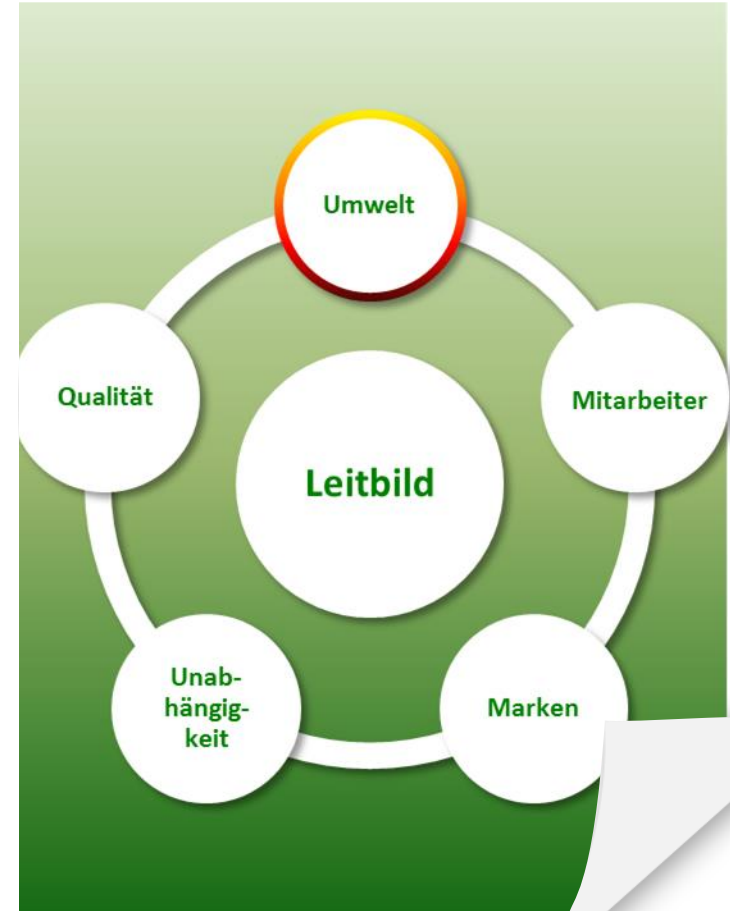 Umwelt
Qualität
Mitarbeiter
Leitbild
Unab-
hängig-
keit
Marken